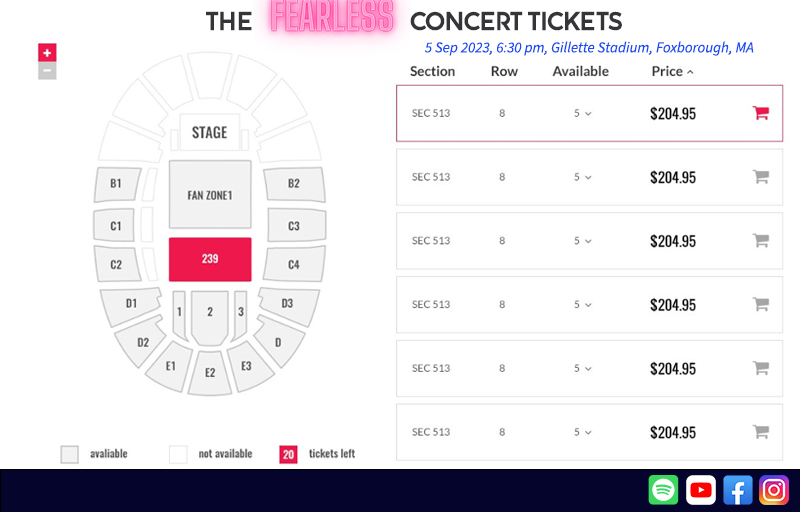 THE FEARLESS CONCERT TICKETS
5 Sep 2023, 6:30 pm, Gillette Stadium, Foxborough, MA
+
−
Section Row Available Price
SEC 513 8 5 $204.95
SEC 513 8 5 $204.95
SEC 513 8 5 $204.95
SEC 513 8 5 $204.95
SEC 513 8 5 $204.95
SEC 513 8 5 $204.95
STAGE
B1 FAN ZONE1 B2
C1 C3
C2 239 C4
D1 1 2 3 D3
D2 D
E1 E2 E3
avaliable not available 20 tickets left